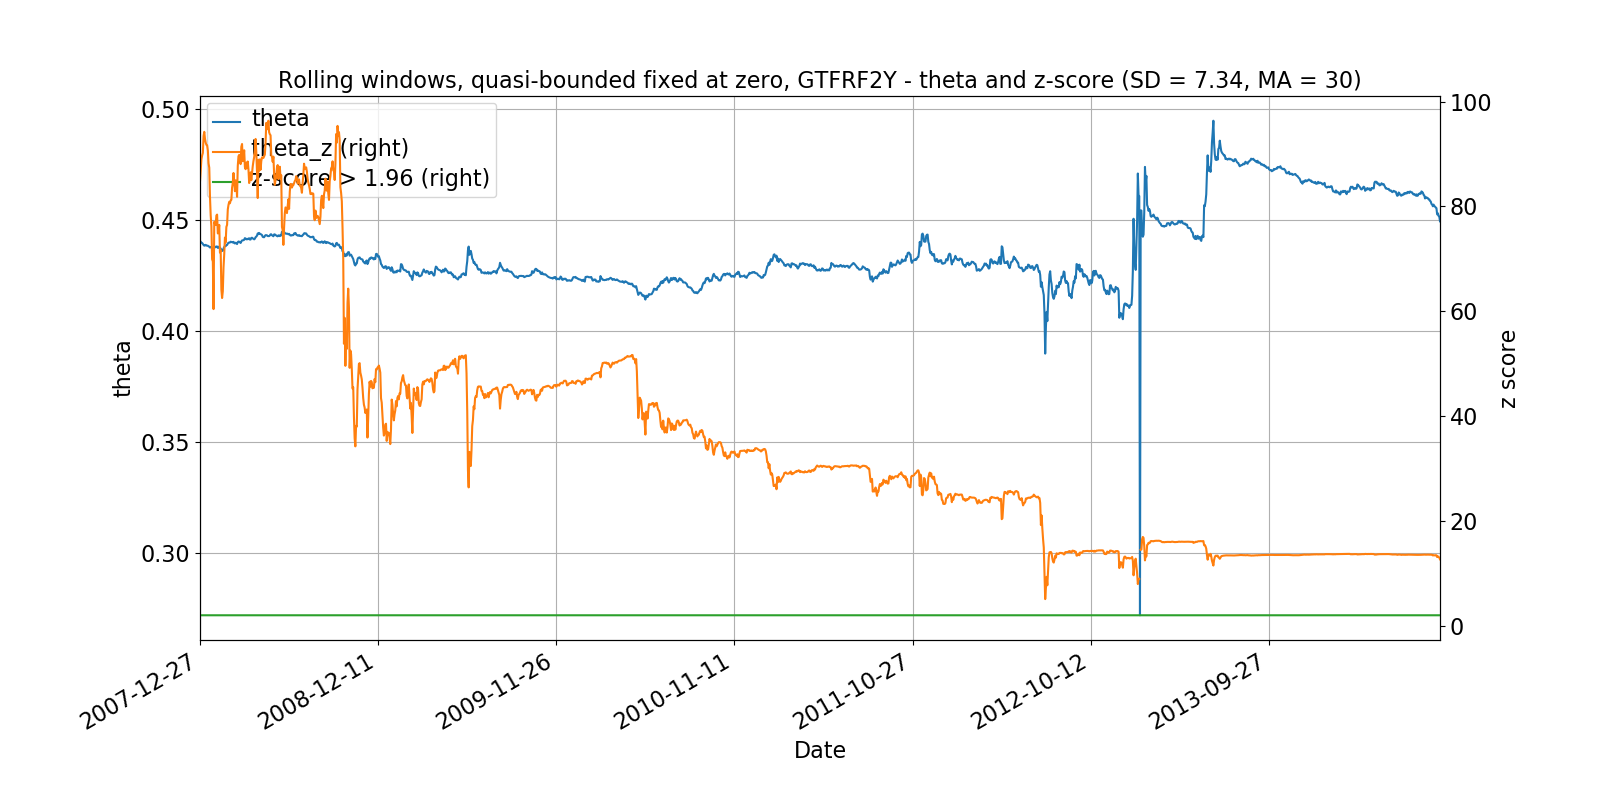 Rolling windows, quasi-bounded fixed at zero, GTFRF2Y - theta and z-score (SD = 7.34, MA = 30)
theta
theta_z (right)
z-score > 1.96 (right)
0.50
0.45
0.40
0.35
0.30
theta
100
80
60
40
20
0
z score
2007-12-27
2008-12-11
2009-11-26
2010-11-11
2011-10-27
2012-10-12
2013-09-27
Date